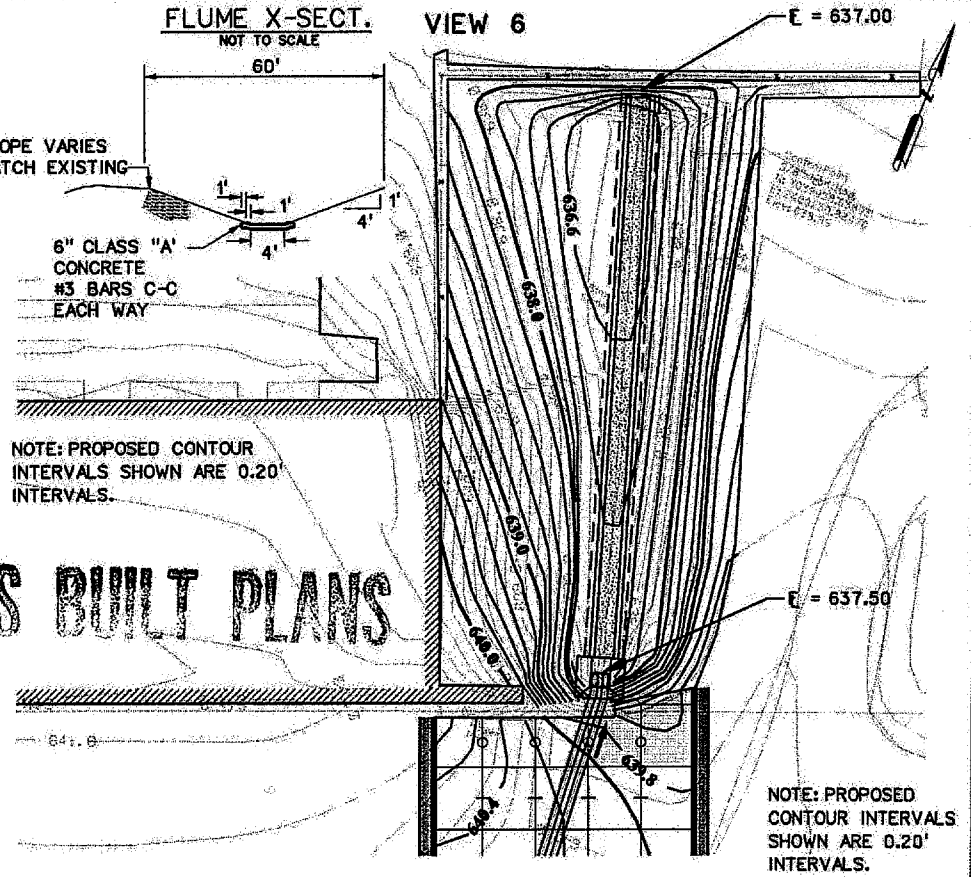 FLUME X-SECT.
NOT TO SCALE
VIEW 6
60'
OPE VARIES
TCH EXISTING
1'
1'
4'
1'
4'
6" CLASS "A'
CONCRETE
#3 BARS C-C
EACH WAY
E = 637.00
636.6
638.0
639.0
640.0
NOTE: PROPOSED CONTOUR
INTERVALS SHOWN ARE 0.20'
INTERVALS.
S BUILT PLANS
E = 637.50
639.8
640.4
NOTE: PROPOSED
CONTOUR INTERVALS
SHOWN ARE 0.20'
INTERVALS.